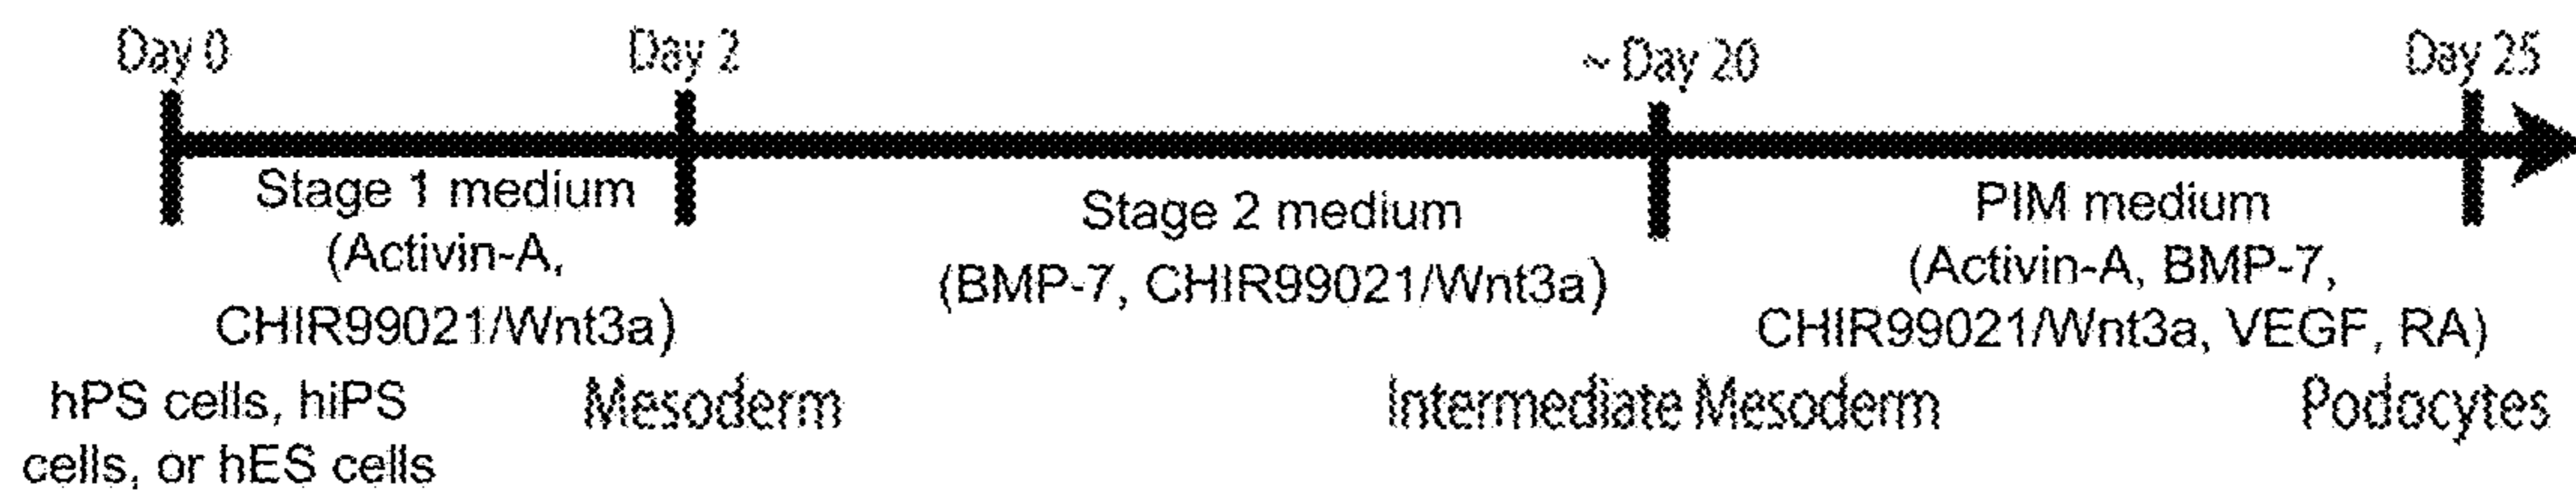 Day 0
Day 2
~ Day 20
Day 25
Stage 1 medium
(Activin-A,
CHIR99021/Wnt3a)
Stage 2 medium
(BMP-7, CHIR99021/Wnt3a)
PIM medium
(Activin-A, BMP-7,
CHIR99021/Wnt3a, VEGF, RA)
hPS cells, hiPS
cells, or hES cells
Mesoderm
Intermediate Mesoderm
Podocytes